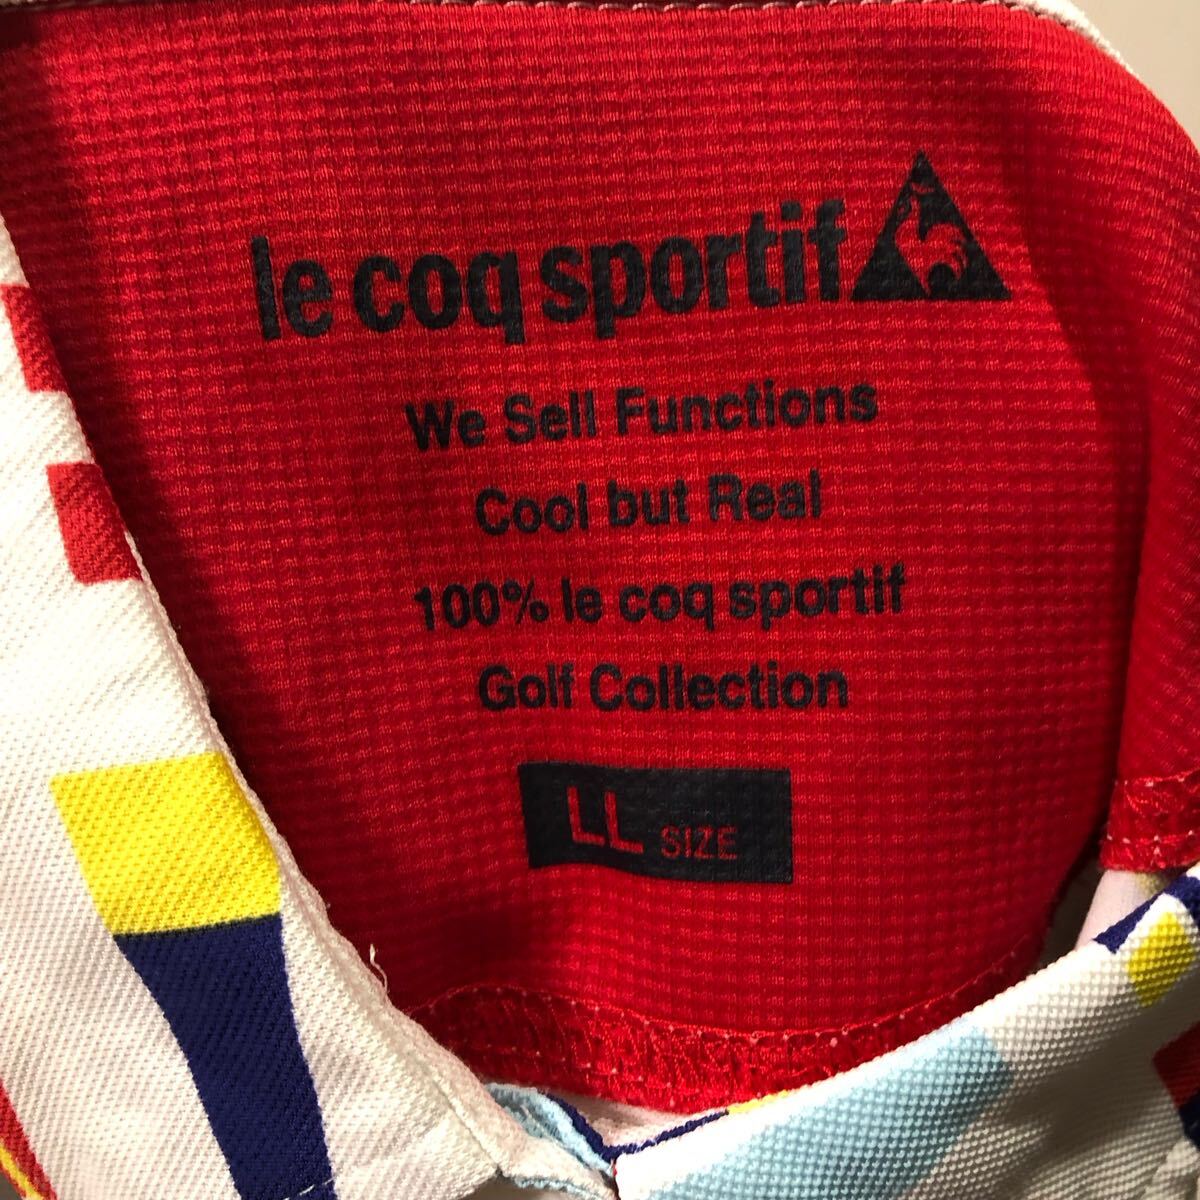 le coq sportif
We Sell Functions
Cool but Real
100% le coq sportif
Golf Collection
LL SIZE